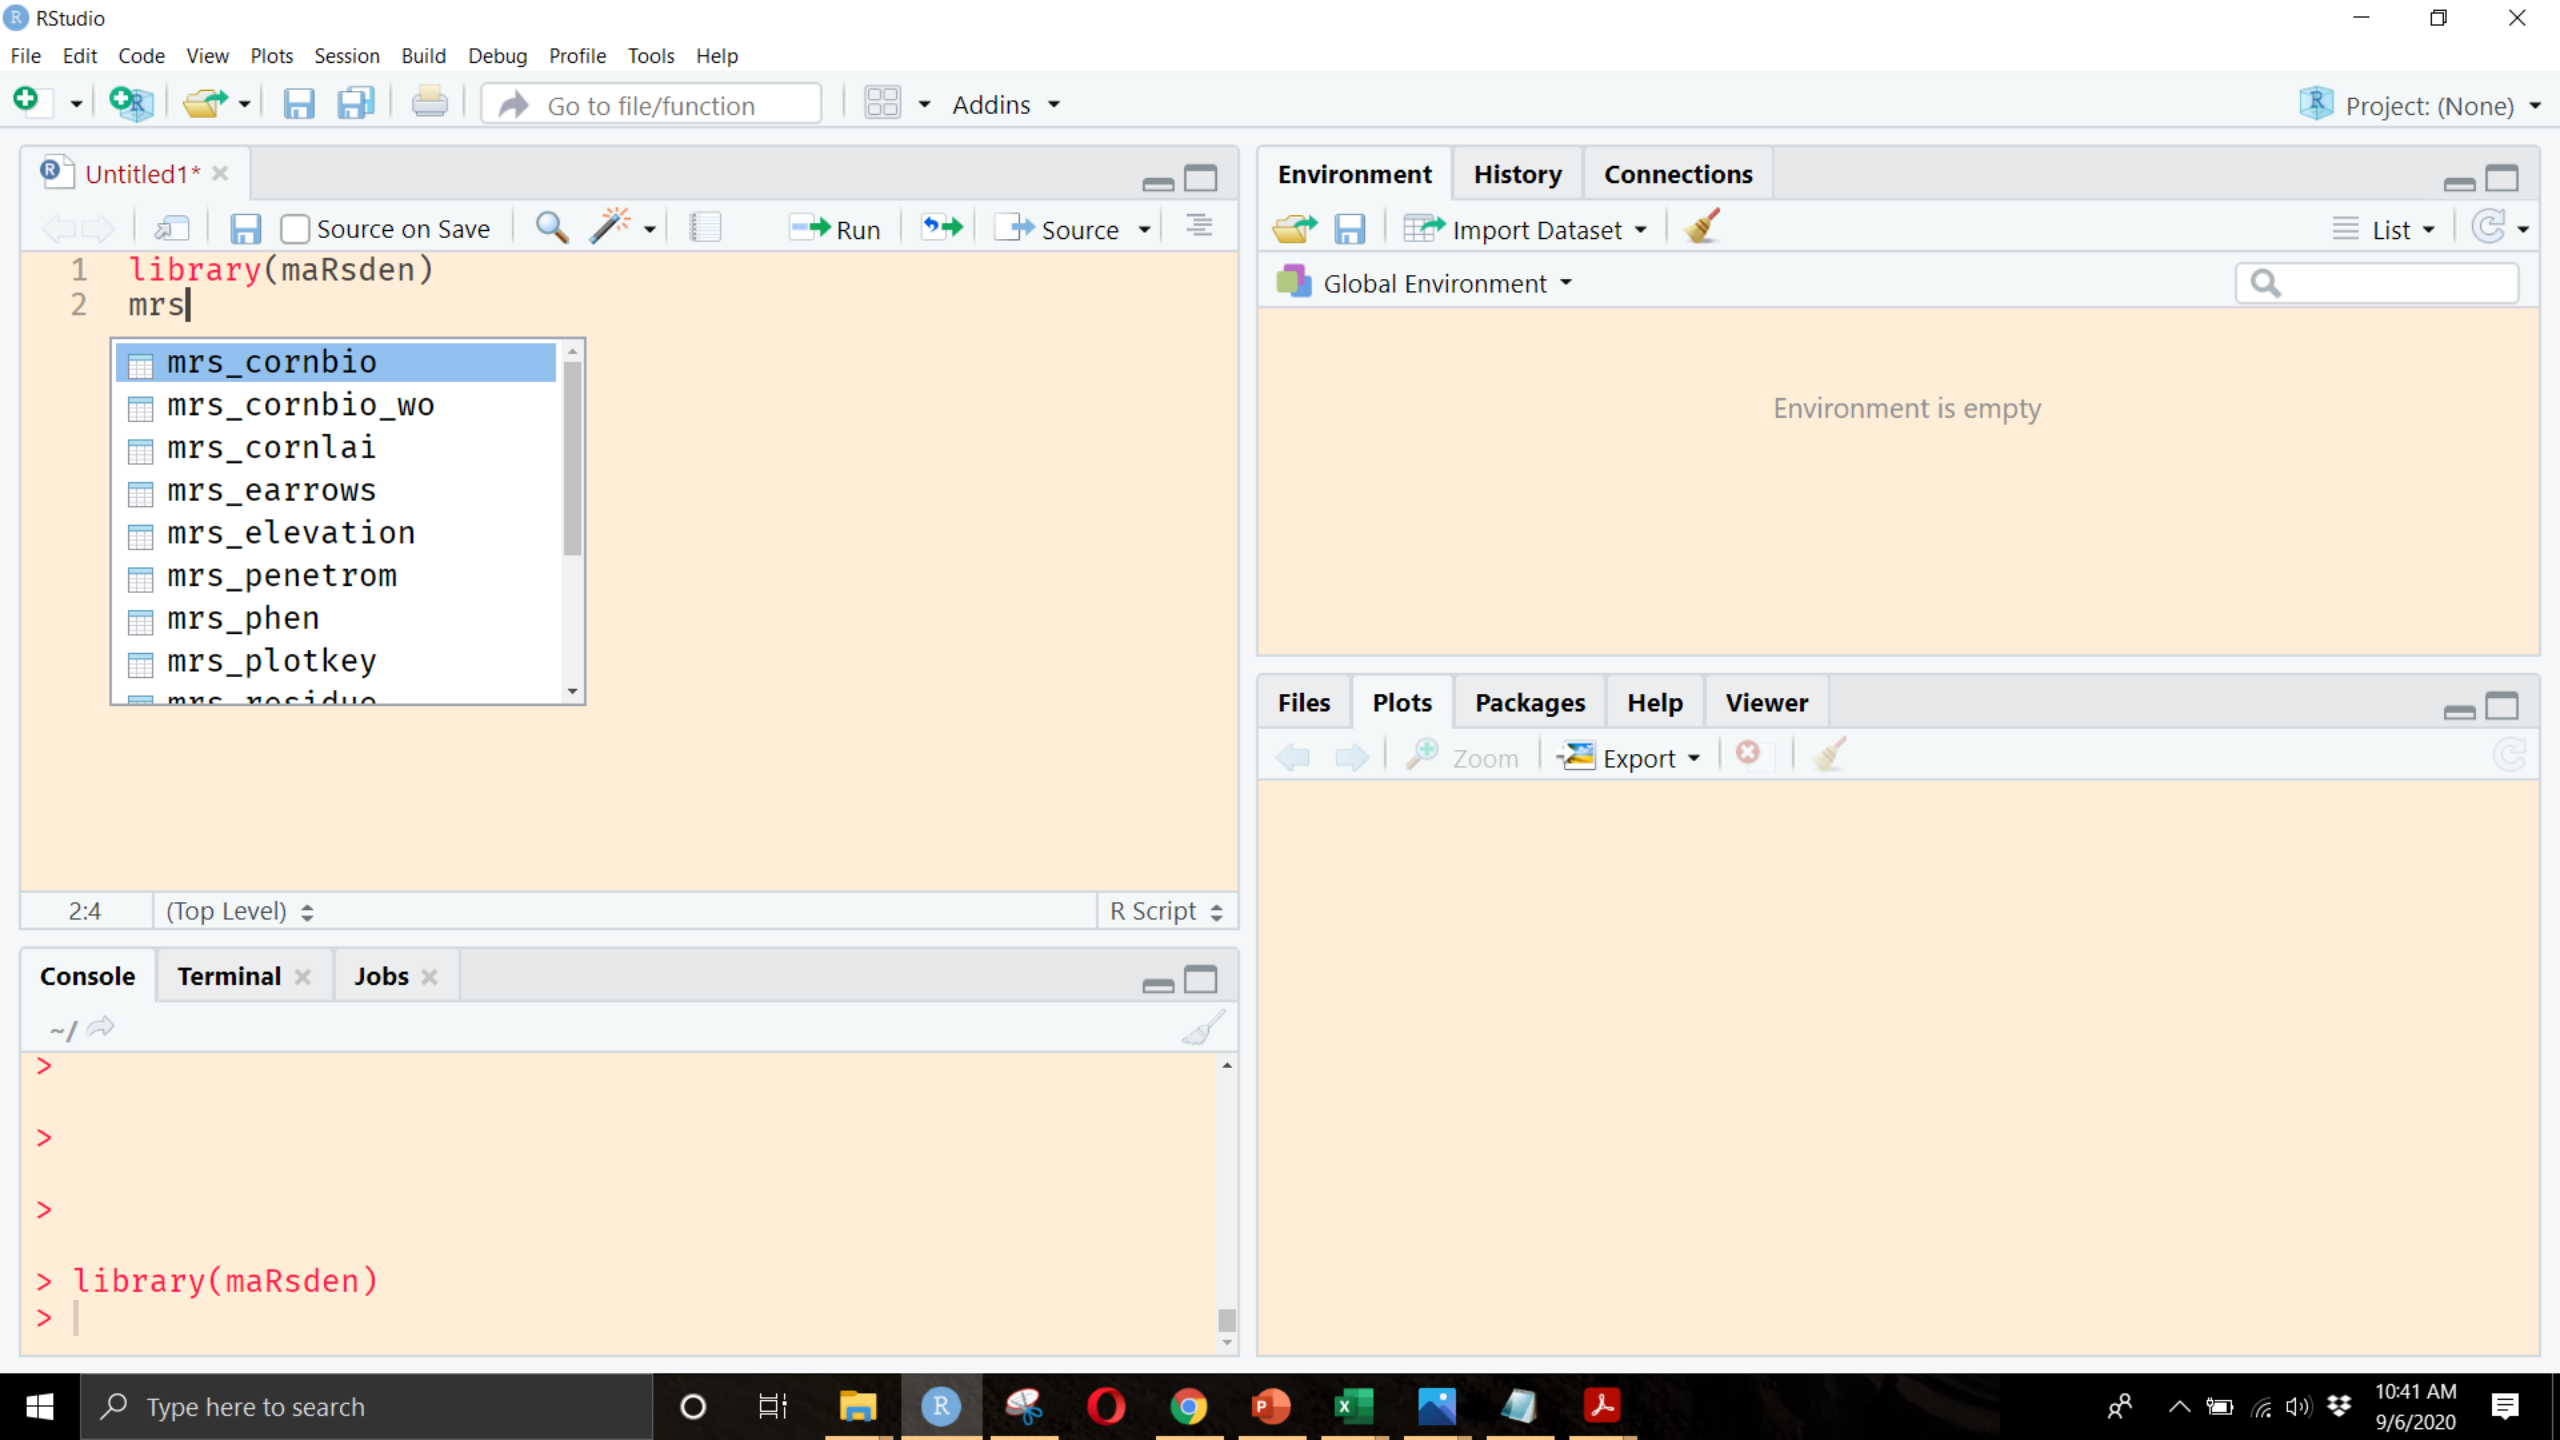 RStudio
File Edit Code View Plots Session Build Debug Profile Tools Help
Go to file/function Addins Project: (None)
Untitled1*
Source on Save Run Source
1 library(maRsden)
2 mrs
mrs_cornbio
mrs_cornbio_wo
mrs_cornlai
mrs_earrows
mrs_elevation
mrs_penetrom
mrs_phen
mrs_plotkey
mrs_residue
2:4 (Top Level) R Script
Console Terminal Jobs
~/
>
>
>
> library(maRsden)
>
Environment History Connections
Import Dataset List
Global Environment
Environment is empty
Files Plots Packages Help Viewer
Zoom Export
Type here to search
10:41 AM
9/6/2020